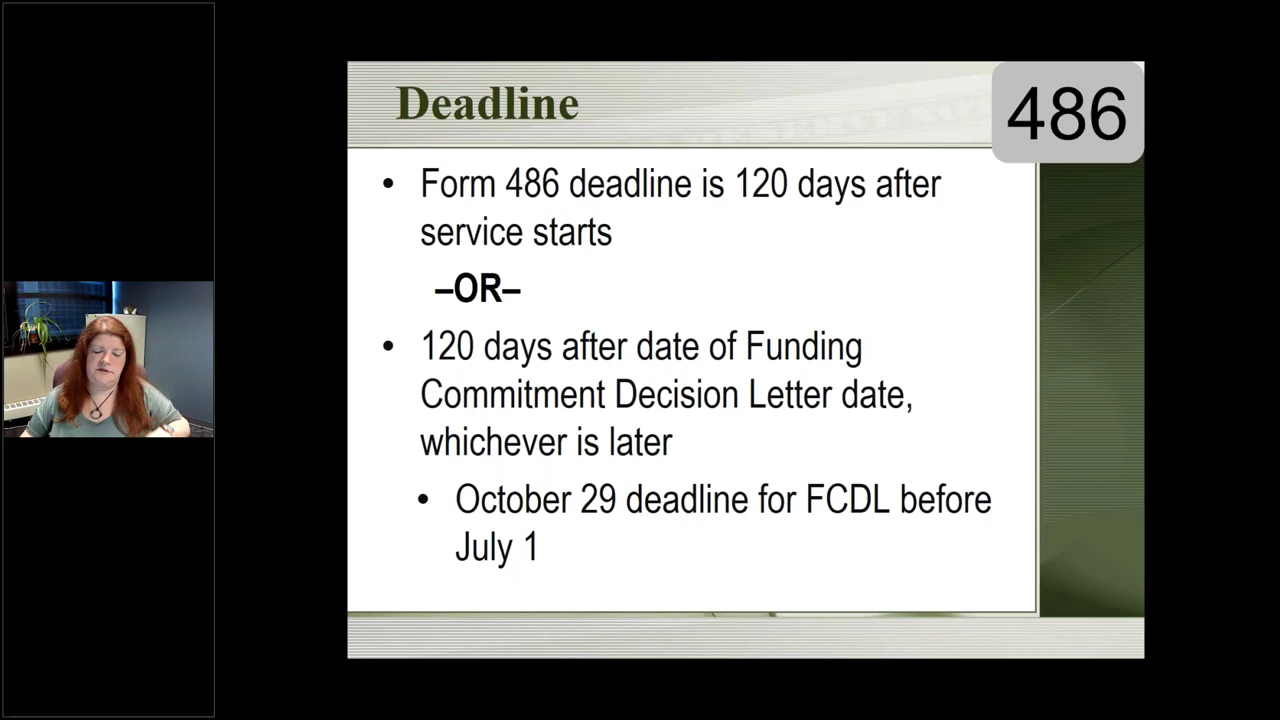 Deadline
486
• Form 486 deadline is 120 days after
service starts
–OR–
• 120 days after date of Funding
Commitment Decision Letter date,
whichever is later
• October 29 deadline for FCDL before
July 1